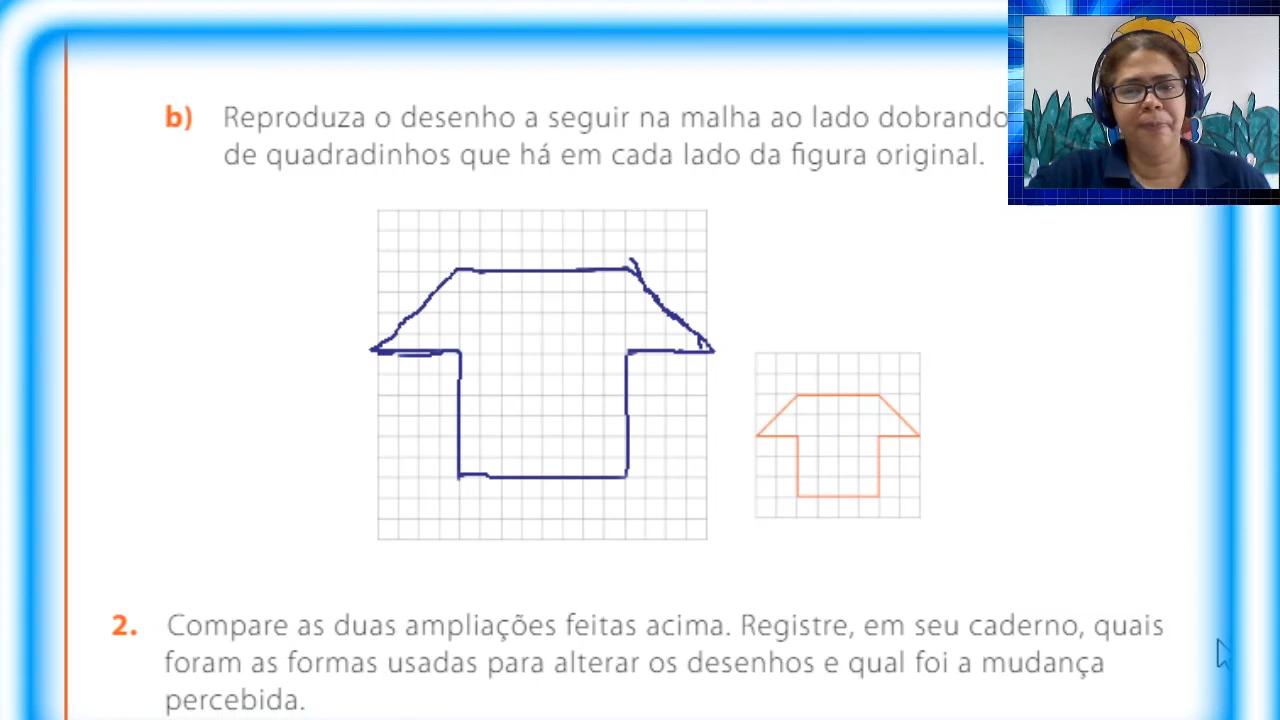 b) Reproduza o desenho a seguir na malha ao lado dobrando
de quadradinhos que há em cada lado da figura original.
2. Compare as duas ampliações feitas acima. Registre, em seu caderno, quais
foram as formas usadas para alterar os desenhos e qual foi a mudança
percebida.